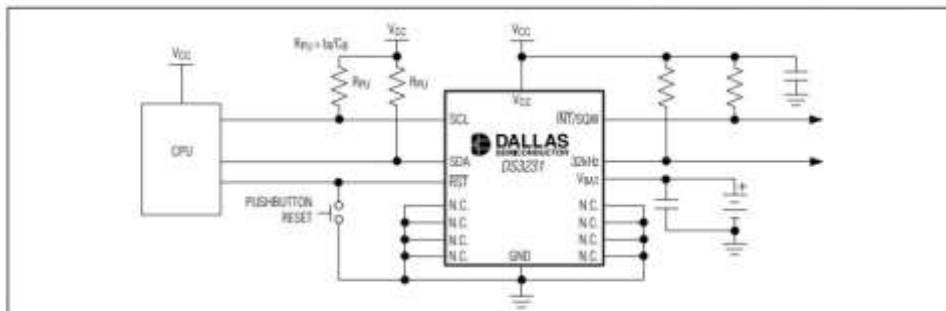 VCC
VCC
RPU = tR/CB
VCC
RPU
RPU
CPU
VCC
SCL
INT/SQW
DALLAS
SEMICONDUCTOR
DS3231
SDA
32kHz
RST
VBAT
PUSHBUTTON
RESET
N.C.
N.C.
N.C.
N.C.
N.C.
N.C.
N.C.
N.C.
GND
+